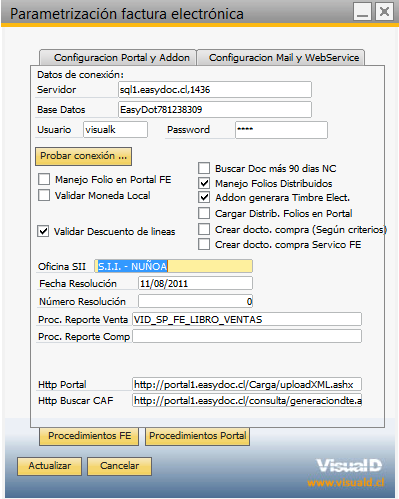 Parametrización factura electrónica
Configuracion Portal y Addon
Configuracion Mail y WebService
Datos de conexión:
Servidor sql1.easydoc.cl,1436
Base Datos EasyDot781238309
Usuario visualk Password ****
Probar conexión ...
Manejo Folio en Portal FE
Validar Moneda Local
Validar Descuento de lineas
Buscar Doc más 90 dias NC
Manejo Folios Distribuidos
Addon generara Timbre Elect.
Cargar Distrib. Folios en Portal
Crear docto. compra (Según criterios)
Crear docto. compra Servico FE
Oficina SII S.I.I. - NUÑOA
Fecha Resolución 11/08/2011
Número Resolución 0
Proc. Reporte Venta VID_SP_FE_LIBRO_VENTAS
Proc. Reporte Comp
Http Portal http://portal1.easydoc.cl/Carga/uploadXML.ashx
Http Buscar CAF http://portal1.easydoc.cl/consulta/generaciondte.a
Procedimientos FE Procedimientos Portal
Actualizar Cancelar
VisualD
www.visuald.cl